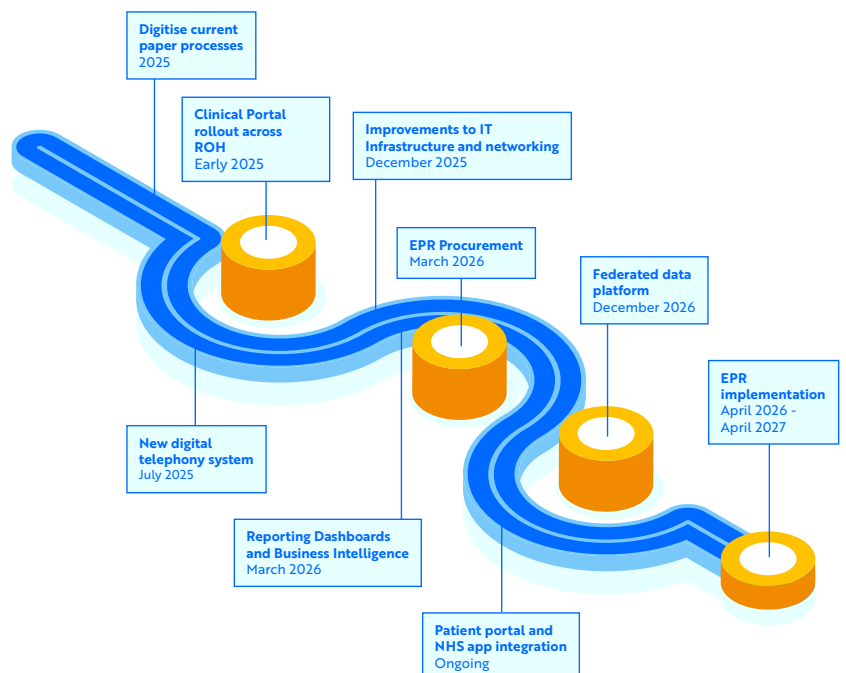 Digitise current
paper processes
2025
Clinical Portal
rollout across
ROH
Early 2025
Improvements to IT
Infrastructure and networking
December 2025
EPR Procurement
March 2026
Federated data
platform
December 2026
EPR
implementation
April 2026 -
April 2027
New digital
telephony system
July 2025
Reporting Dashboards
and Business Intelligence
March 2026
Patient portal and
NHS app integration
Ongoing